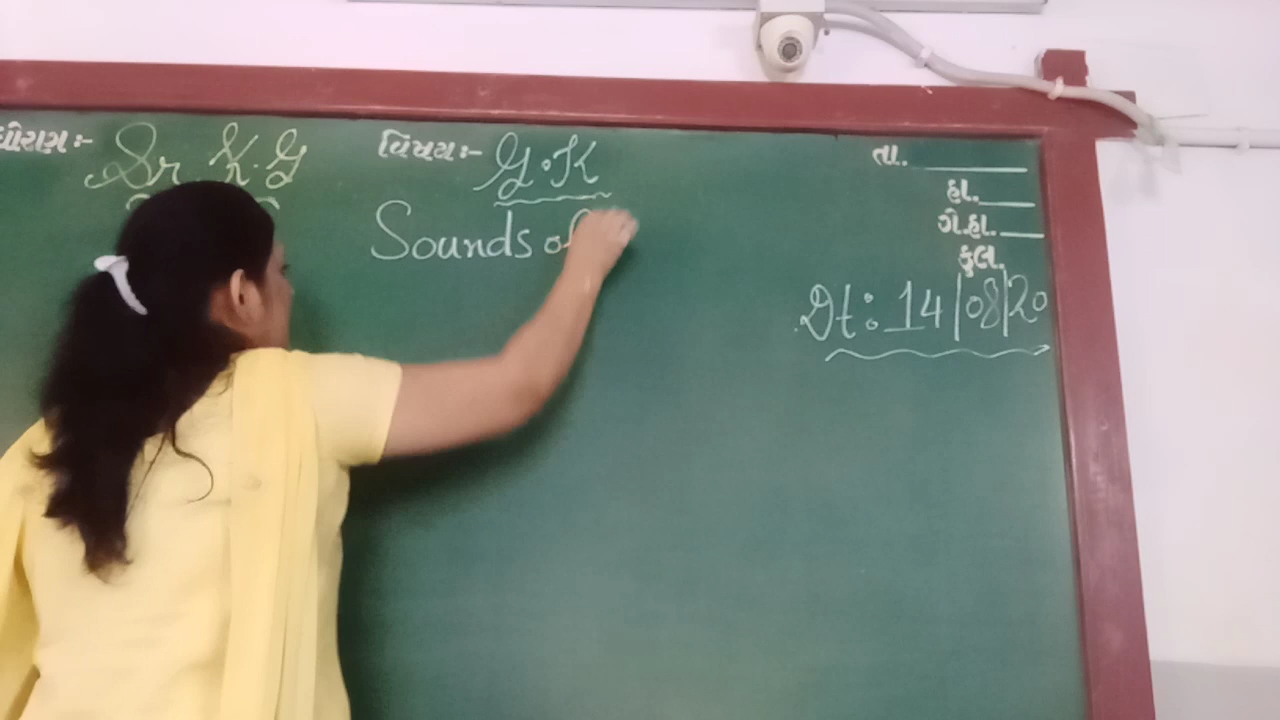 ધોરણઃ- Sr. K.G
વિષયઃ- G.K
તા.
હા.
ગે.હા.
કુલ.
Sounds of
Dt: 14/08/20